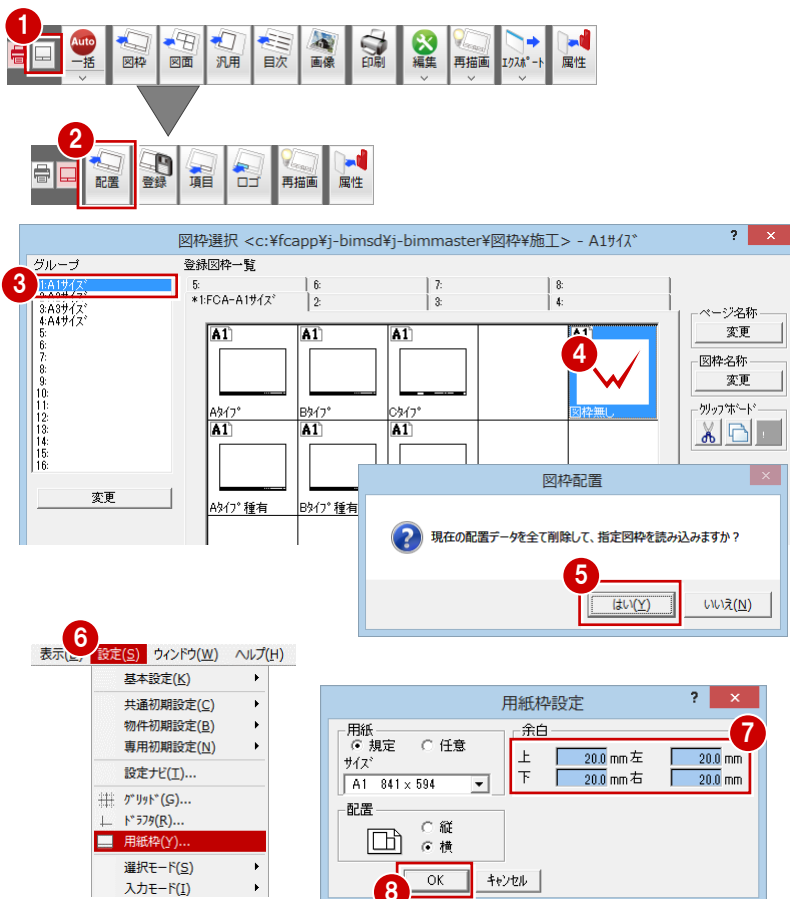 1
Auto
一括
図枠
図面
汎用
目次
画像
印刷
編集
再描画
ｴｸｽﾎﾟｰﾄ
属性
2
配置
登録
項目
ロゴ
再描画
属性
図枠選択 <c:¥fcapp¥j-bimsd¥j-bimmaster¥図枠¥施工> - A1ｻｲｽﾞ
?
×
グループ
登録図枠一覧
3
1:A1ｻｲｽﾞ
3:A3ｻｲｽﾞ
4:A4ｻｲｽﾞ
5:
6:
7:
8:
9:
10:
11:
12:
13:
14:
15:
16:
変更
5:
6:
7:
8:
*1:FCA-A1ｻｲｽﾞ
2:
3:
4:
A1
A1
A1
A1
4
Aﾀｲﾌﾟ
Bﾀｲﾌﾟ
Cﾀｲﾌﾟ
図枠無し
A1
A1
A1
Aﾀｲﾌﾟ種有
Bﾀｲﾌﾟ種有
ページ名称
変更
図枠名称
変更
ｸﾘｯﾌﾟﾎﾞｰﾄﾞ
図枠配置
×
現在の配置データを全て削除して、指定図枠を読み込みますか？
5
はい(Y)
いいえ(N)
6
表示
設定(S)
ウィンドウ(W)
ヘルプ(H)
基本設定(K)
共通初期設定(C)
物件初期設定(B)
専用初期設定(N)
設定ナビ(T)...
ｸﾞﾘｯﾄﾞ(G)...
ﾄﾞﾗﾌﾀ(R)...
用紙枠(Y)...
選択モード(S)
入力モード(I)
用紙枠設定
?
×
用紙
規定
任意
ｻｲｽﾞ
A1 841×594
余白
7
上 20.0 mm 左 20.0 mm
下 20.0 mm 右 20.0 mm
配置
縦
横
8
OK
ｷｬﾝｾﾙ